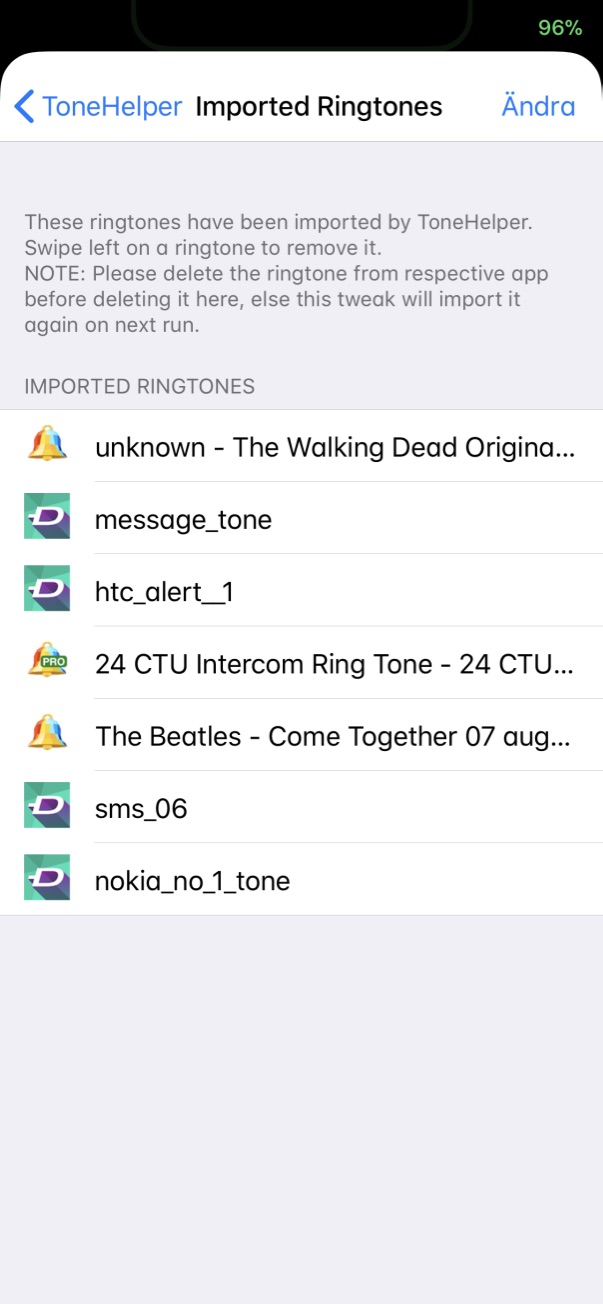 96%
ToneHelper Imported Ringtones Ändra
These ringtones have been imported by ToneHelper.
Swipe left on a ringtone to remove it.
NOTE: Please delete the ringtone from respective app
before deleting it here, else this tweak will import it
again on next run.
IMPORTED RINGTONES
unknown - The Walking Dead Origina...
message_tone
htc_alert__1
PRO 24 CTU Intercom Ring Tone - 24 CTU...
The Beatles - Come Together 07 aug...
sms_06
nokia_no_1_tone